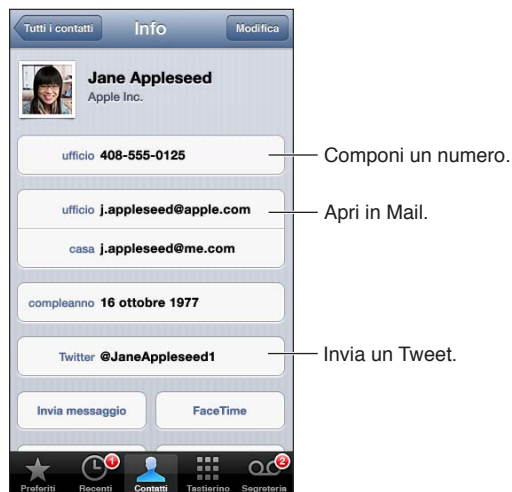 Tutti i contatti Info Modifica
Jane Appleseed
Apple Inc.
ufficio 408-555-0125
Componi un numero.
ufficio j.appleseed@apple.com
Apri in Mail.
casa j.appleseed@me.com
compleanno 16 ottobre 1977
Twitter @JaneAppleseed1
Invia un Tweet.
Invia messaggio FaceTime
1 2
Preferiti Recenti Contatti Tastierino Segreteria